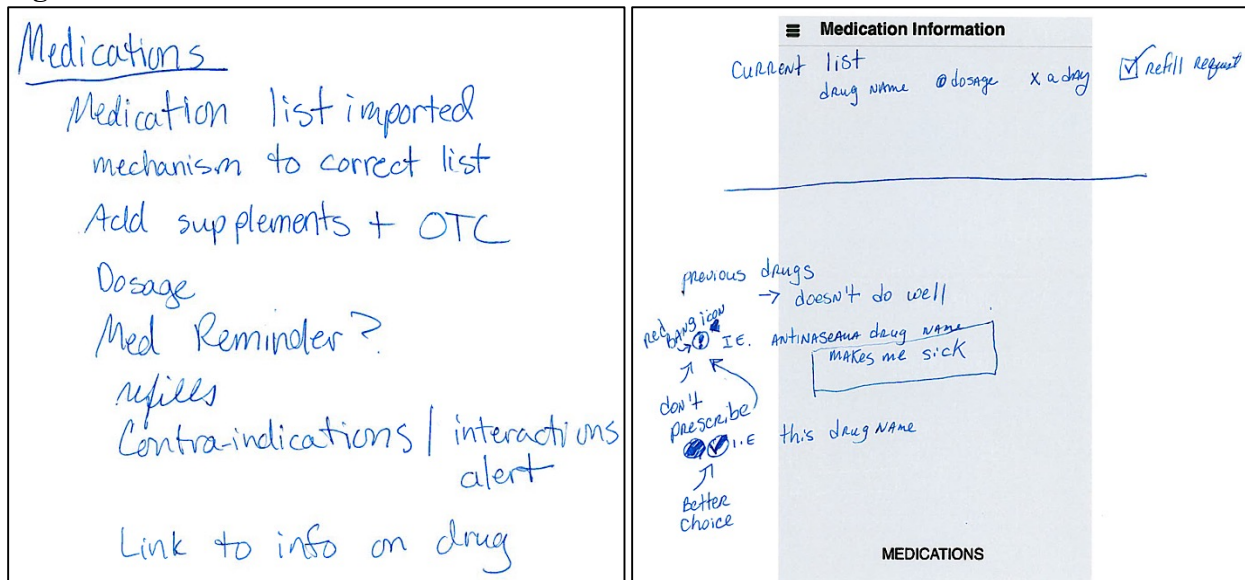 Medications
Medication list imported
mechanism to correct list
Add supplements + OTC
Dosage
Med Reminder?
refills
Contra-indications / interactions
alert
Link to info on drug
Medication Information
CURRENT list
drug NAME dosage x a day refill request
previous drugs
→ doesn't do well
red BANG icon
! I.E. ANTINASEAUA drug NAME
MAKES me sick
don't
prescribe
I.E this drug NAME
Better
choice
MEDICATIONS